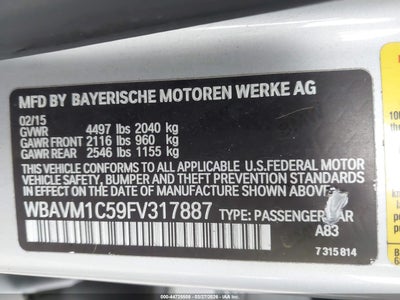 MFD BY BAYERISCHE MOTOREN WERKE AG
02/15
GVWR 4497 lbs 2040 kg
GAWR FRONT 2116 lbs 960 kg
GAWR REAR 2546 lbs 1155 kg
THIS VEHICLE CONFORMS TO ALL APPLICABLE U.S.FEDERAL MOTOR
VEHICLE SAFETY, BUMPER, AND THEFT PREVENTION STANDARDS
IN EFFECT ON THE DATE OF MANUFACTURE SHOWN ABOVE.
WBAVM1C59FV317887 TYPE: PASSENGER CAR
A83
7 315 814